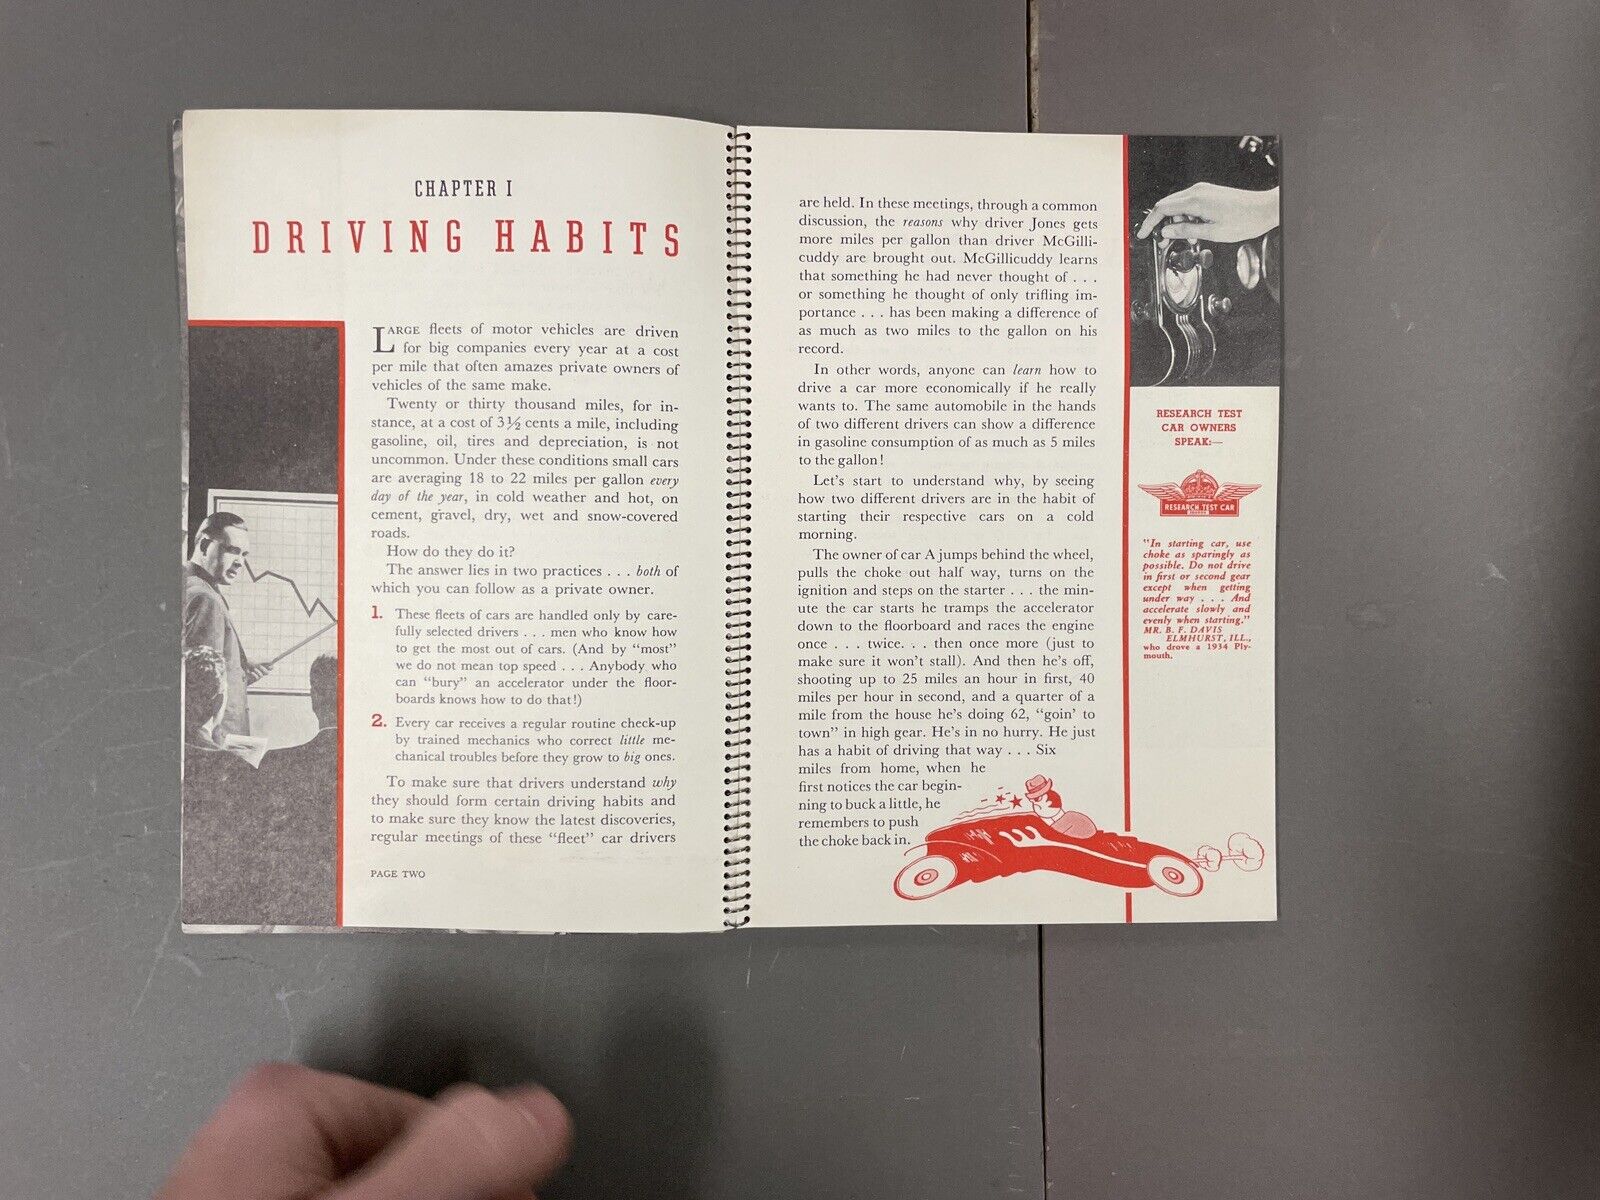 CHAPTER I
DRIVING HABITS
LARGE fleets of motor vehicles are driven
for big companies every year at a cost
per mile that often amazes private owners of
vehicles of the same make.
Twenty or thirty thousand miles, for in-
stance, at a cost of 3½ cents a mile, including
gasoline, oil, tires and depreciation, is not
uncommon. Under these conditions small cars
are averaging 18 to 22 miles per gallon every
day of the year, in cold weather and hot, on
cement, gravel, dry, wet and snow-covered
roads.
How do they do it?
The answer lies in two practices . . . both of
which you can follow as a private owner.
1. These fleets of cars are handled only by care-
fully selected drivers . . . men who know how
to get the most out of cars. (And by "most"
we do not mean top speed . . . Anybody who
can "bury" an accelerator under the floor-
boards knows how to do that!)
2. Every car receives a regular routine check-up
by trained mechanics who correct little me-
chanical troubles before they grow to big ones.
To make sure that drivers understand why
they should form certain driving habits and
to make sure they know the latest discoveries,
regular meetings of these "fleet" car drivers
PAGE TWO
are held. In these meetings, through a common
discussion, the reasons why driver Jones gets
more miles per gallon than driver McGilli-
cuddy are brought out. McGillicuddy learns
that something he had never thought of . . .
or something he thought of only trifling im-
portance . . . has been making a difference of
as much as two miles to the gallon on his
record.
In other words, anyone can learn how to
drive a car more economically if he really
wants to. The same automobile in the hands
of two different drivers can show a difference
in gasoline consumption of as much as 5 miles
to the gallon!
Let's start to understand why, by seeing
how two different drivers are in the habit of
starting their respective cars on a cold
morning.
The owner of car A jumps behind the wheel,
pulls the choke out half way, turns on the
ignition and steps on the starter . . . the min-
ute the car starts he tramps the accelerator
down to the floorboard and races the engine
once . . . twice. . . then once more (just to
make sure it won't stall). And then he's off,
shooting up to 25 miles an hour in first, 40
miles per hour in second, and a quarter of a
mile from the house he's doing 62, "goin' to
town" in high gear. He's in no hurry. He just
has a habit of driving that way . . . Six
miles from home, when he
first notices the car begin-
ning to buck a little, he
remembers to push
the choke back in.
RESEARCH TEST
CAR OWNERS
SPEAK:—
RESEARCH TEST CAR
"In starting car, use
choke as sparingly as
possible. Do not drive
in first or second gear
except when getting
under way . . . And
accelerate slowly and
evenly when starting."
MR. B. F. DAVIS
ELMHURST, ILL.,
who drove a 1934 Ply-
mouth.